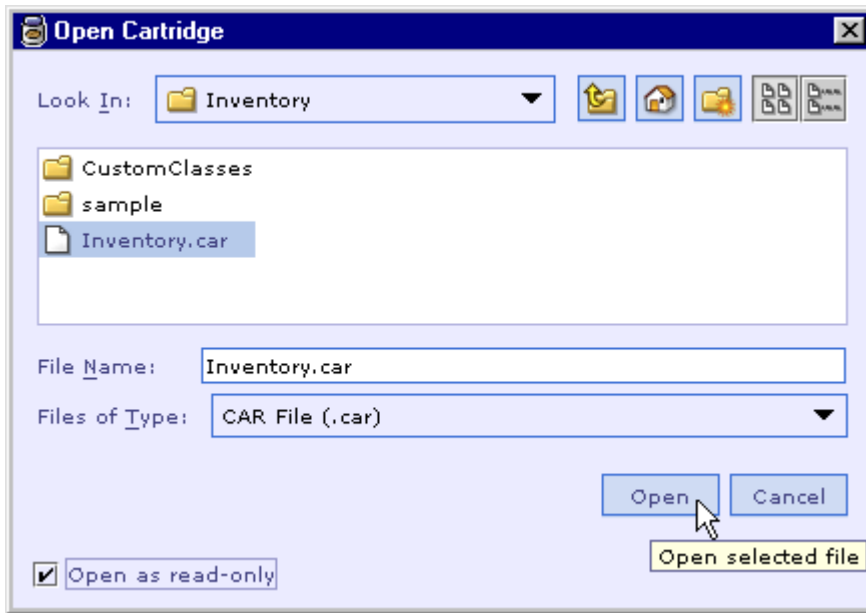 Open Cartridge
Look In: Inventory
CustomClasses
sample
Inventory.car
File Name: Inventory.car
Files of Type: CAR File (.car)
Open Cancel
Open selected file
Open as read-only